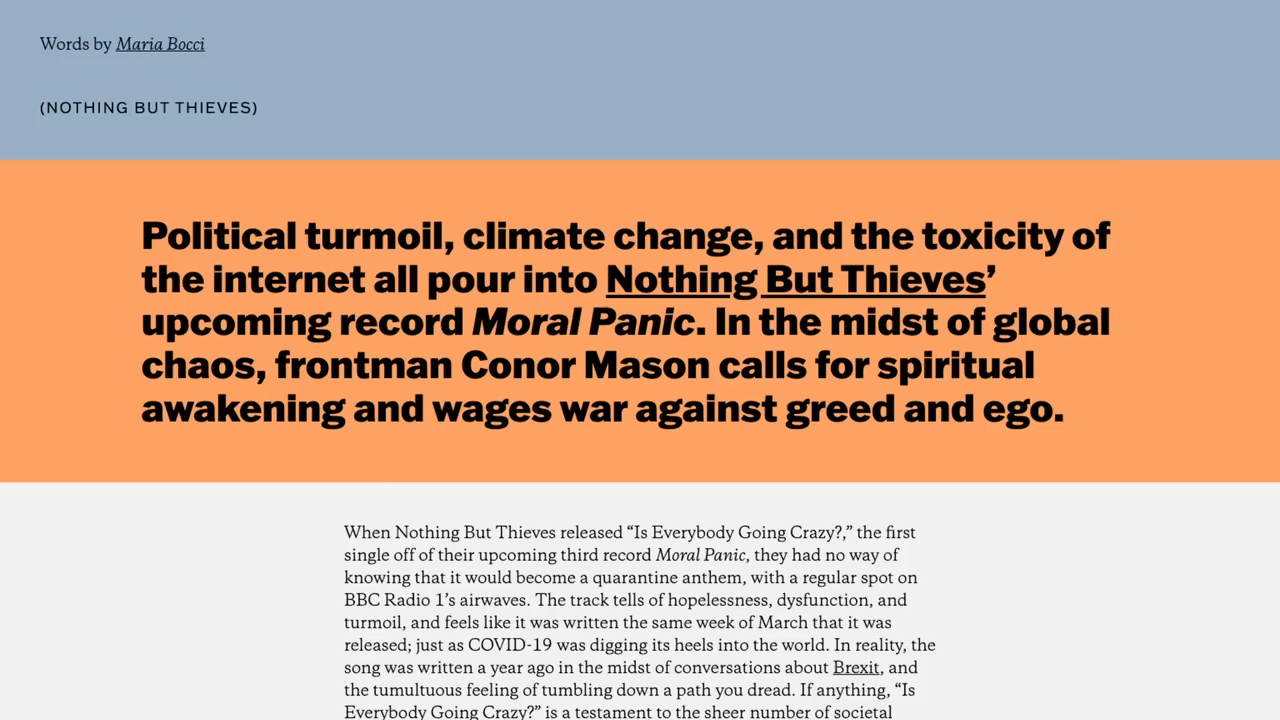 Words by Maria Bocci
(NOTHING BUT THIEVES)
Political turmoil, climate change, and the toxicity of
the internet all pour into Nothing But Thieves’
upcoming record Moral Panic. In the midst of global
chaos, frontman Conor Mason calls for spiritual
awakening and wages war against greed and ego.
When Nothing But Thieves released “Is Everybody Going Crazy?,” the first
single off of their upcoming third record Moral Panic, they had no way of
knowing that it would become a quarantine anthem, with a regular spot on
BBC Radio 1’s airwaves. The track tells of hopelessness, dysfunction, and
turmoil, and feels like it was written the same week of March that it was
released; just as COVID-19 was digging its heels into the world. In reality, the
song was written a year ago in the midst of conversations about Brexit, and
the tumultuous feeling of tumbling down a path you dread. If anything, “Is
Everybody Going Crazy?” is a testament to the sheer number of societal